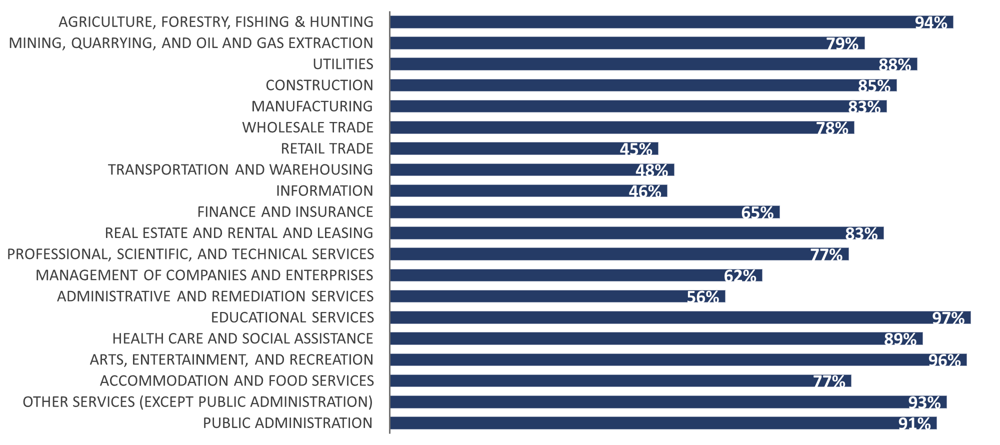 AGRICULTURE, FORESTRY, FISHING & HUNTING 94%
MINING, QUARRYING, AND OIL AND GAS EXTRACTION 79%
UTILITIES 88%
CONSTRUCTION 85%
MANUFACTURING 83%
WHOLESALE TRADE 78%
RETAIL TRADE 45%
TRANSPORTATION AND WAREHOUSING 48%
INFORMATION 46%
FINANCE AND INSURANCE 65%
REAL ESTATE AND RENTAL AND LEASING 83%
PROFESSIONAL, SCIENTIFIC, AND TECHNICAL SERVICES 77%
MANAGEMENT OF COMPANIES AND ENTERPRISES 62%
ADMINISTRATIVE AND REMEDIATION SERVICES 56%
EDUCATIONAL SERVICES 97%
HEALTH CARE AND SOCIAL ASSISTANCE 89%
ARTS, ENTERTAINMENT, AND RECREATION 96%
ACCOMMODATION AND FOOD SERVICES 77%
OTHER SERVICES (EXCEPT PUBLIC ADMINISTRATION) 93%
PUBLIC ADMINISTRATION 91%